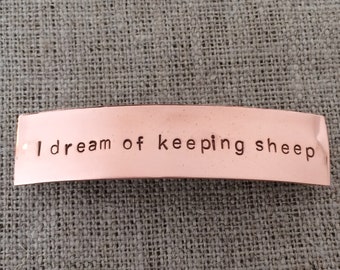 I dream of keeping sheep